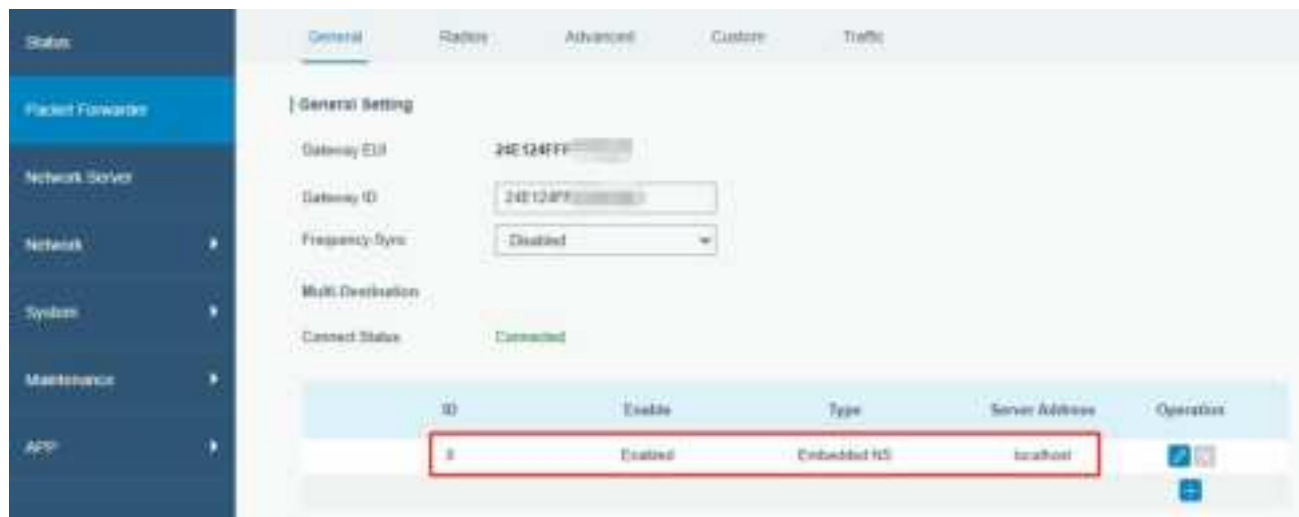 Status
General Radios Advanced Custom Traffic
Packet Forwarder
General Setting
Gateway EUI 24E124FFF
Network Server
Gateway ID 24E124FF
Frequency Sync Disabled
Network
Multi-Destination
System
Connect Status Connected
Maintenance
ID Enable Type Server Address Operation
APP
Enabled Embedded NS localhost